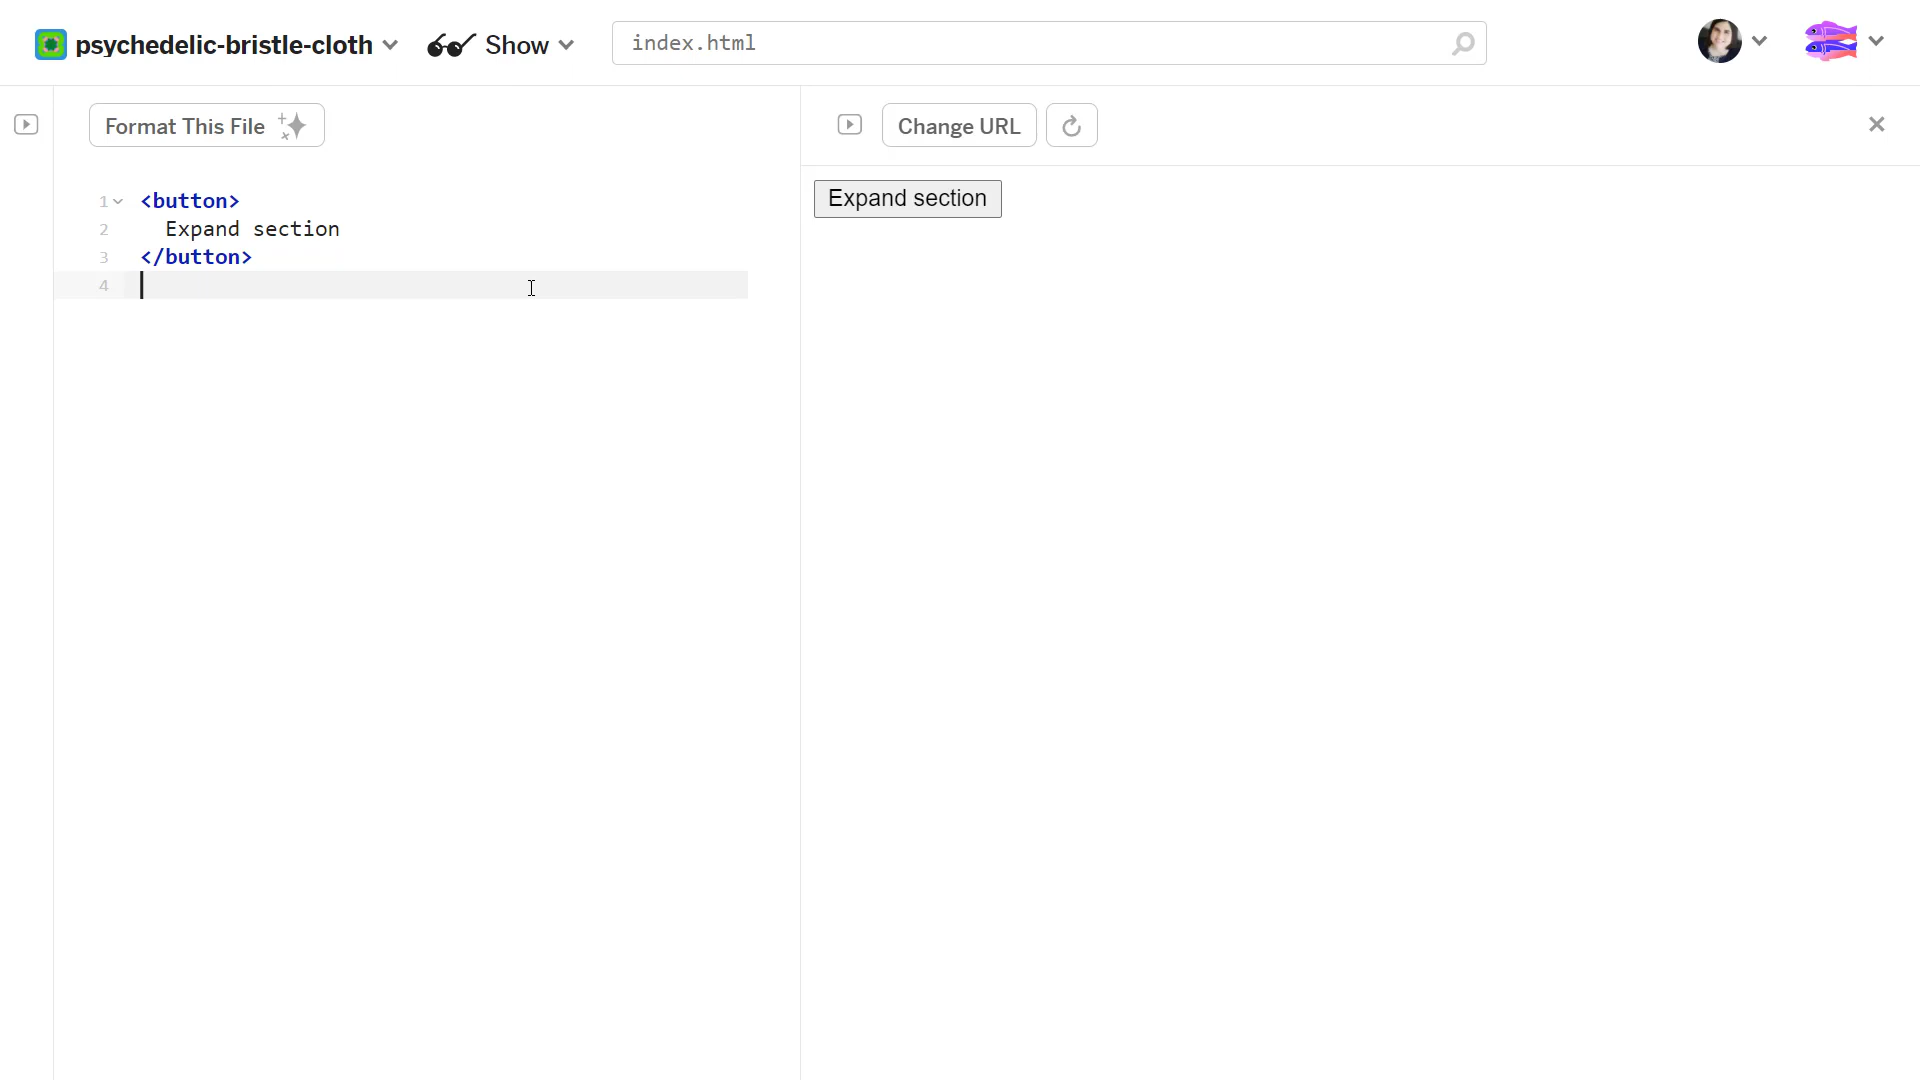 psychedelic-bristle-cloth
Show
index.html
Format This File
Change URL
1 <button>
2 Expand section
3 </button>
4
Expand section